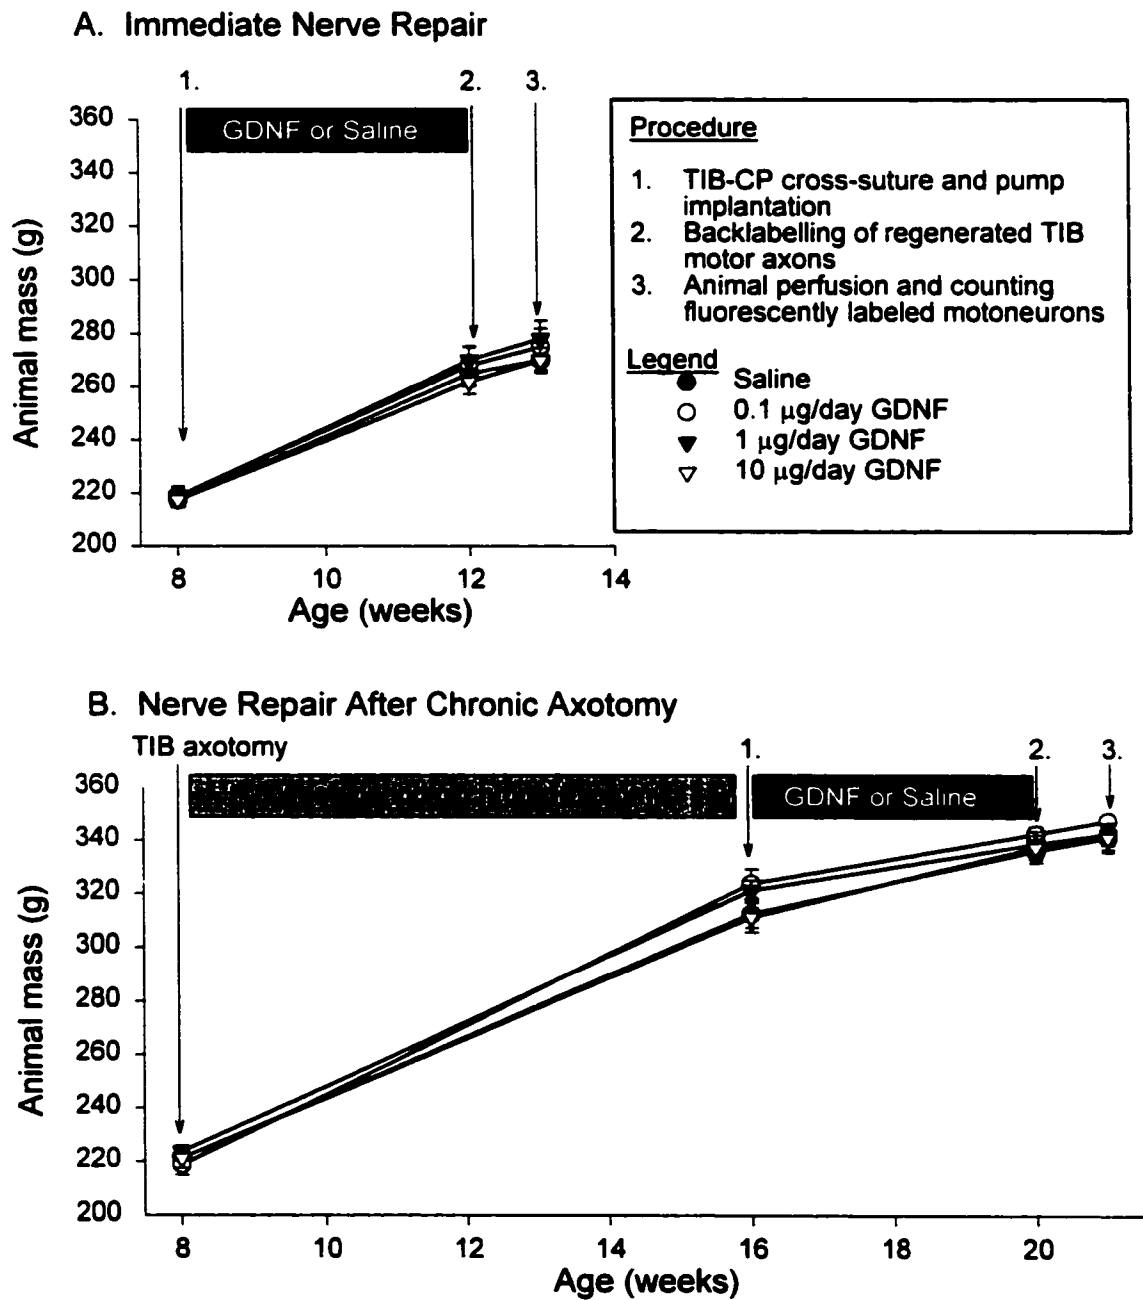 A. Immediate Nerve Repair
1.
2.
3.
GDNF or Saline
360
340
320
300
280
260
240
220
200
Animal mass (g)
8
10
12
14
Age (weeks)
Procedure
1. TIB-CP cross-suture and pump
implantation
2. Backlabelling of regenerated TIB
motor axons
3. Animal perfusion and counting
fluorescently labeled motoneurons
Legend
Saline
0.1 µg/day GDNF
1 µg/day GDNF
10 µg/day GDNF
B. Nerve Repair After Chronic Axotomy
TIB axotomy
1.
2.
3.
GDNF or Saline
360
340
320
300
280
260
240
220
200
Animal mass (g)
8
10
12
14
16
18
20
Age (weeks)